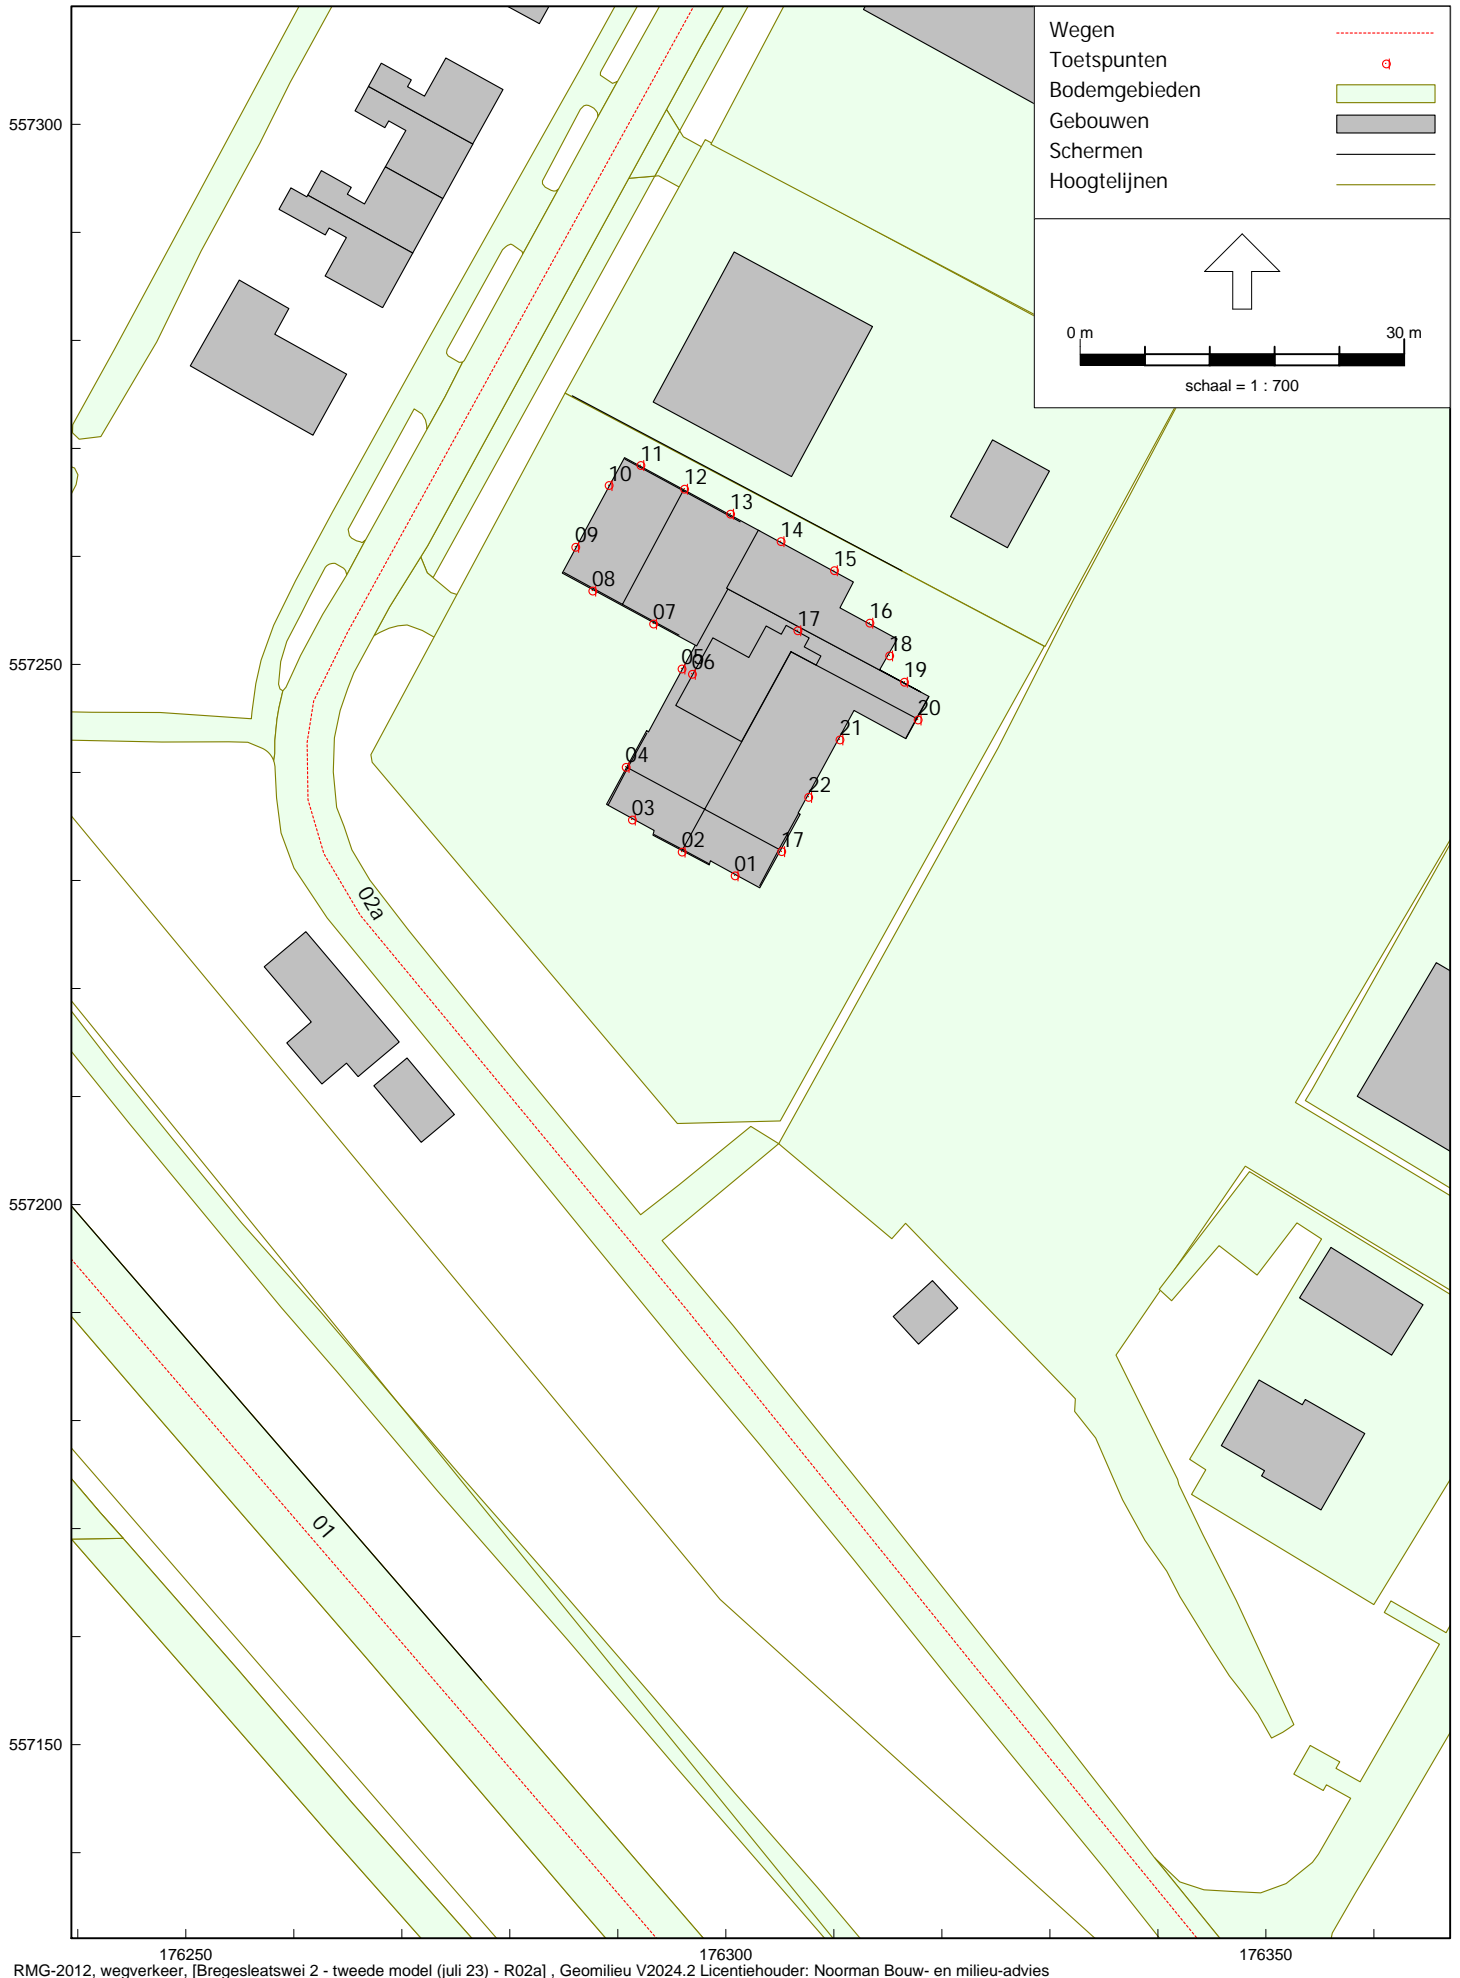 Wegen
Toetspunten
Bodemgebieden
Gebouwen
Schermen
Hoogtelijnen
0 m 30 m
schaal = 1 : 700
557300
11
10
12
13
14
09
15
08
07
16
17
557250
18
05
06
19
20
21
04
22
03
02
17
01
02a
557200
01
557150
176250 176300 176350
RMG-2012, wegverkeer, [Bregesleatswei 2 - tweede model (juli 23) - R02a] , Geomilieu V2024.2 Licentiehouder: Noorman Bouw- en milieu-advies